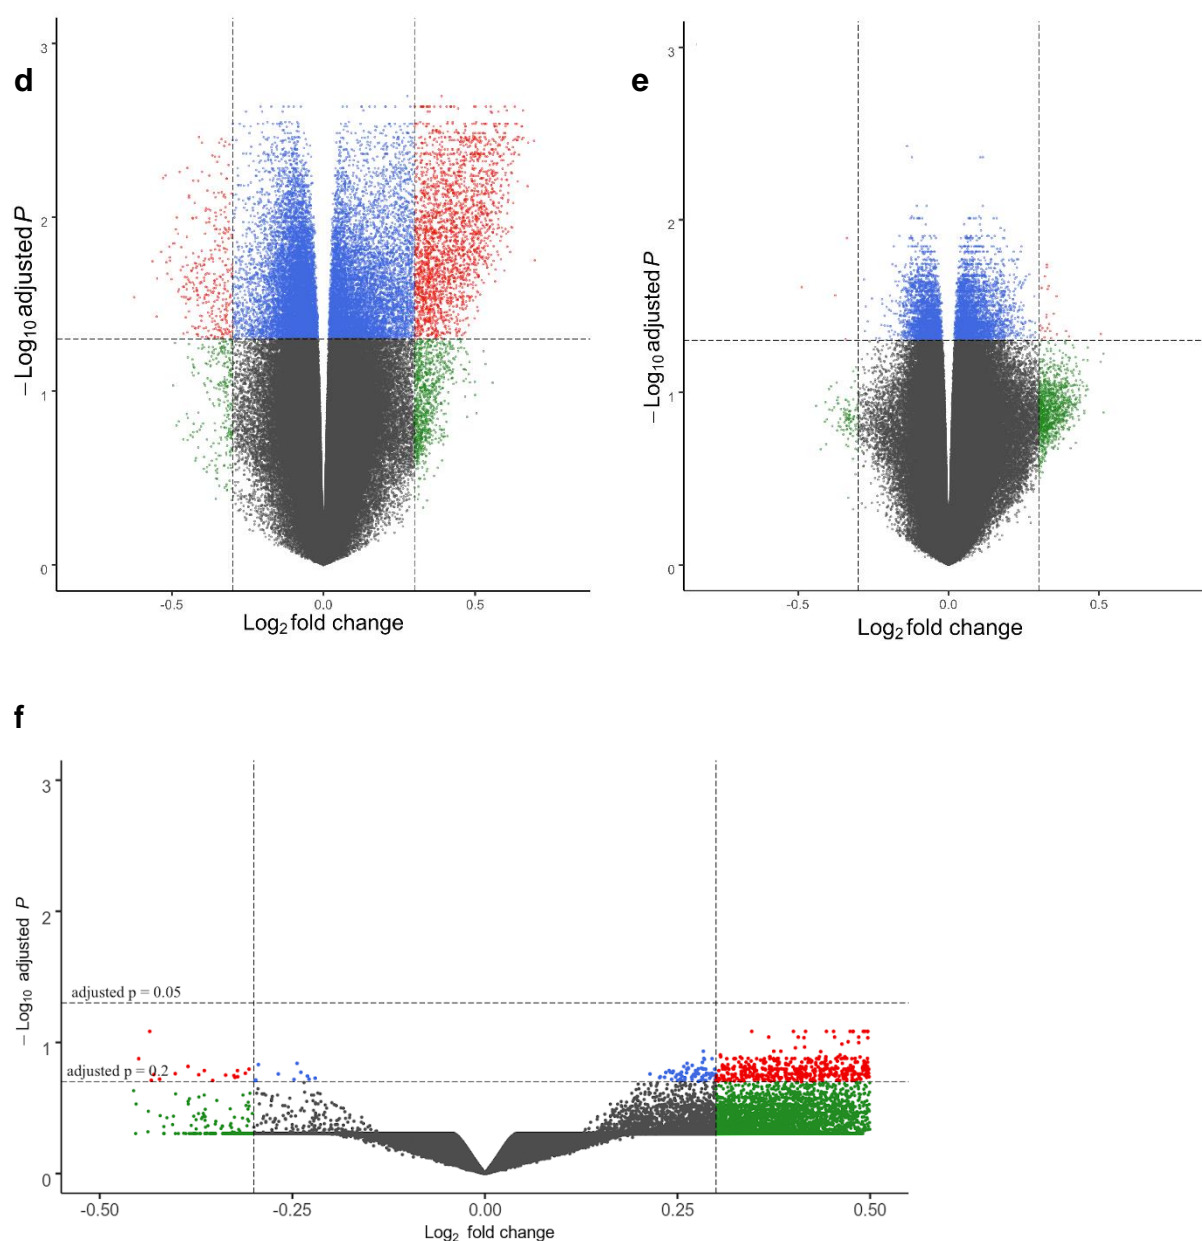 d
3
2
1
0
−Log₁₀ adjusted P
-0.5
0.0
0.5
Log₂ fold change
e
3
2
1
0
−Log₁₀ adjusted P
-0.5
0.0
0.5
Log₂ fold change
f
3
2
1
0
− Log₁₀ adjusted P
adjusted p = 0.05
adjusted p = 0.2
-0.50
-0.25
0.00
0.25
0.50
Log₂ fold change